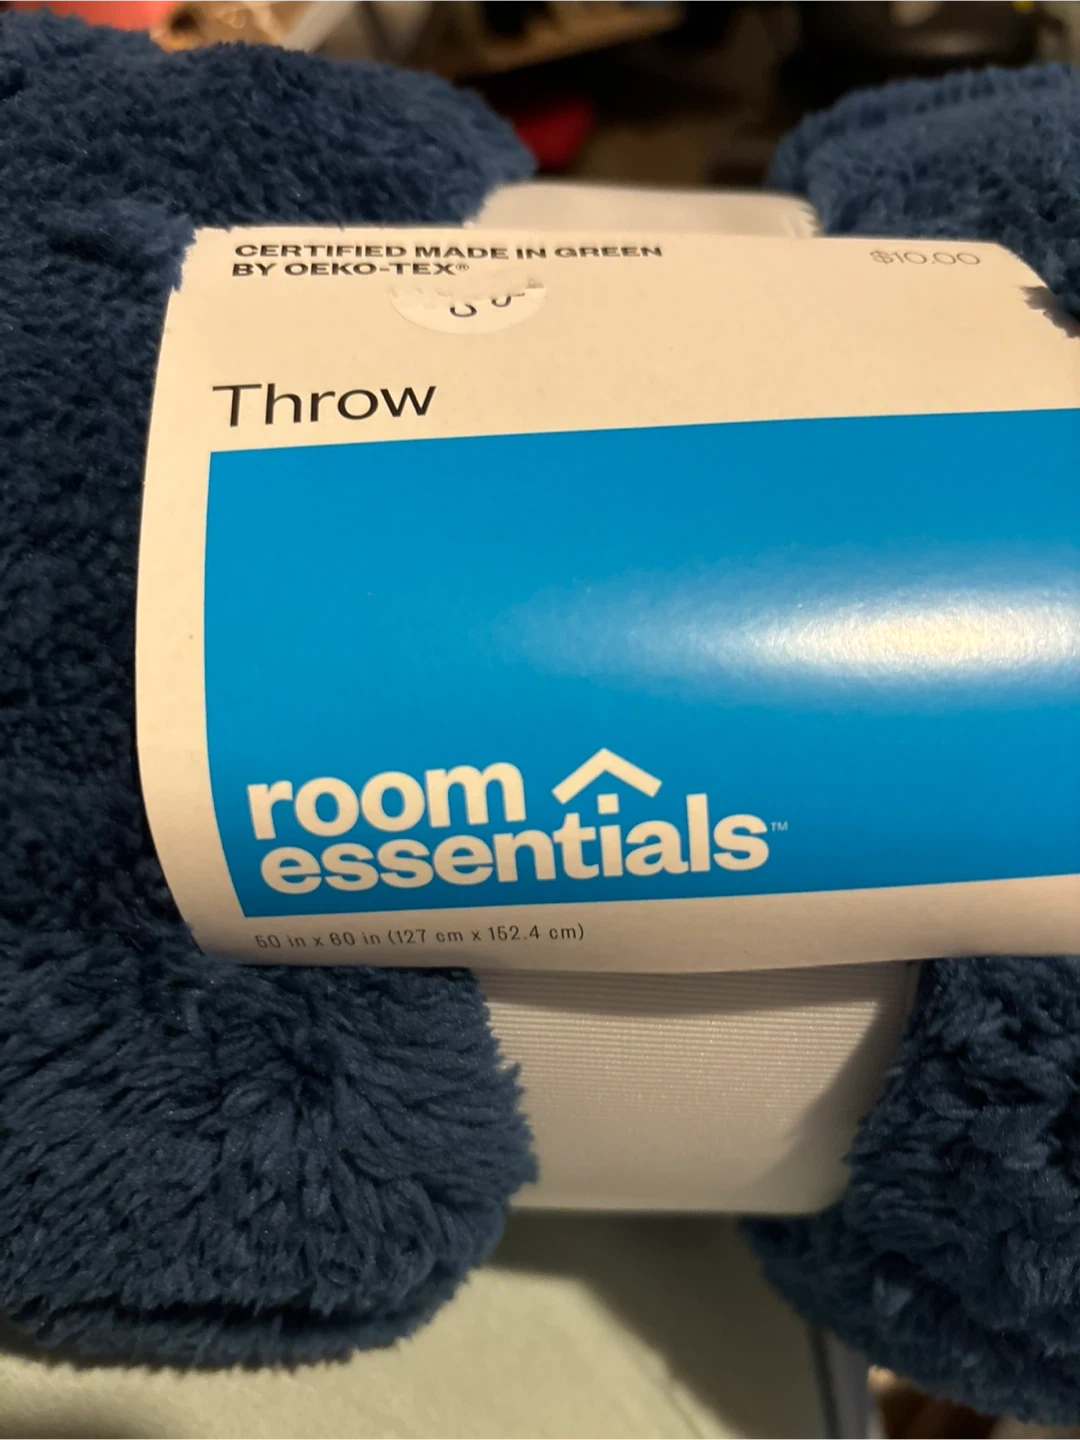 CERTIFIED MADE IN GREEN
BY OEKO-TEX®
$10.00
Throw
room
essentials™
50 in x 60 in (127 cm x 152.4 cm)